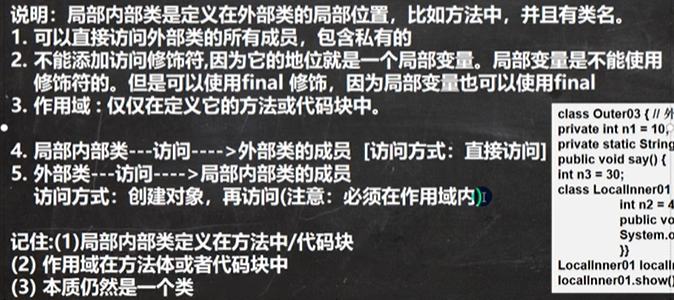 说明：局部内部类是定义在外部类的局部位置，比如方法中，并且有类名。
1. 可以直接访问外部类的所有成员，包含私有的
2. 不能添加访问修饰符,因为它的地位就是一个局部变量。局部变量是不能使用
修饰符的。但是可以使用final 修饰，因为局部变量也可以使用final
3. 作用域 : 仅仅在定义它的方法或代码块中。
4. 局部内部类---访问---->外部类的成员 [访问方式：直接访问]
5. 外部类---访问---->局部内部类的成员
访问方式：创建对象，再访问(注意：必须在作用域内)
记住:(1)局部内部类定义在方法中/代码块
(2) 作用域在方法体或者代码块中
(3) 本质仍然是一个类
class Outer03 { // 外
private int n1 = 10;
private static String
public void say() {
int n3 = 30;
class LocalInner01
int n2 = 4
public vo
System.o
}}
LocalInner01 localI
localInner01.show()